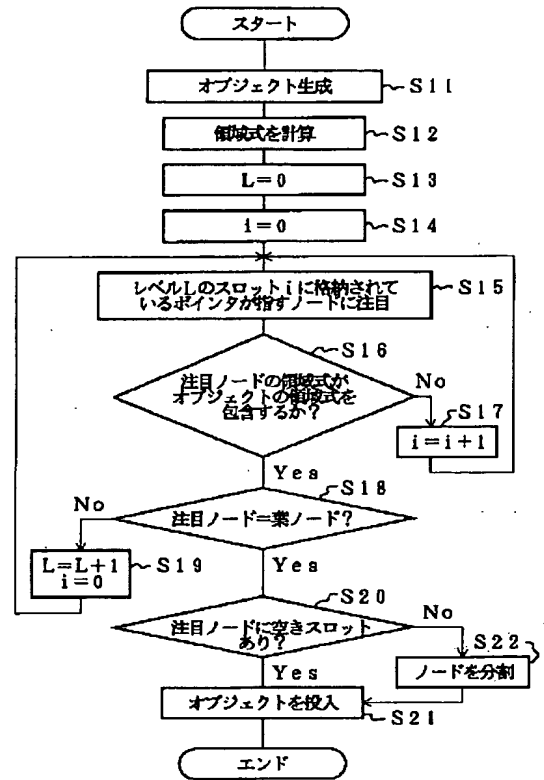 スタート
オブジェクト生成
S11
領域式を計算
S12
L=0
S13
i=0
S14
レベルLのスロットiに格納されて
いるポインタが指すノードに注目
S15
S16
注目ノードの領域式が
オブジェクトの領域式を
包含するか?
No
S17
i=i+1
Yes
S18
注目ノード=葉ノード?
No
L=L+1
i=0
S19
Yes
S20
注目ノードに空きスロット
あり?
No
S22
ノードを分割
Yes
オブジェクトを投入
S21
エンド